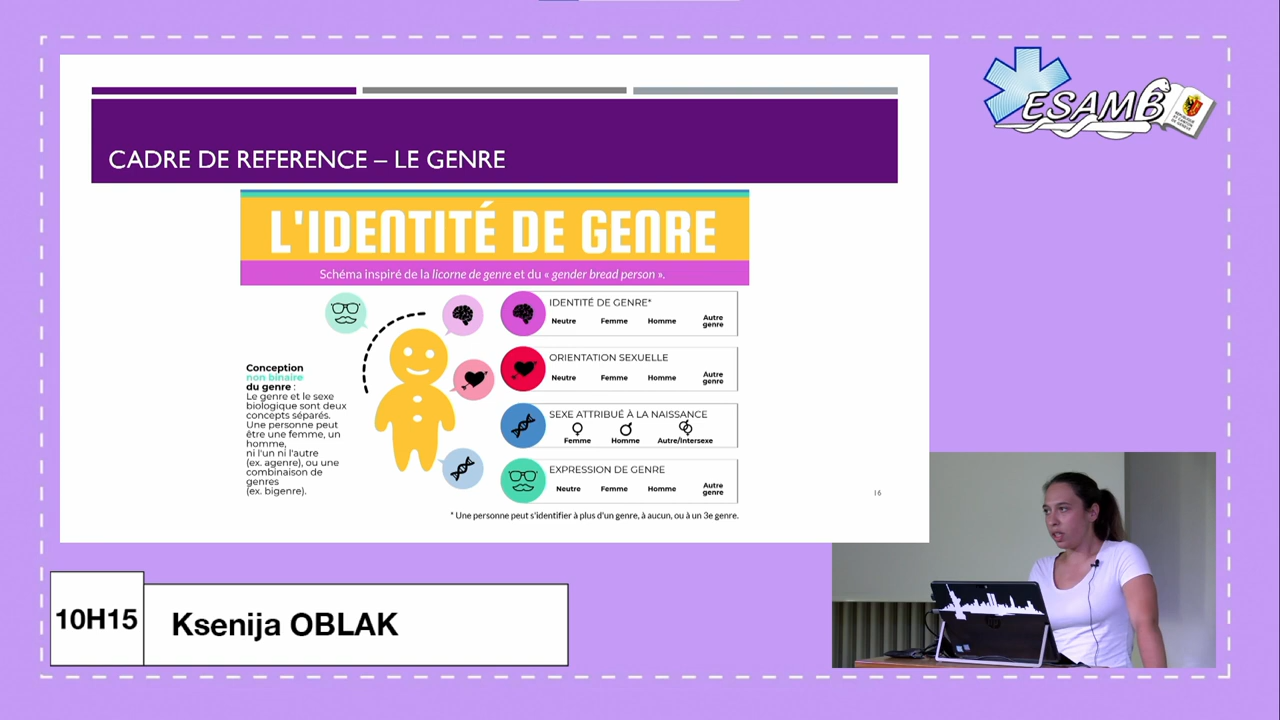 ESAMB
RÉPUBLIQUE
ET CANTON
DE GENÈVE
CADRE DE REFERENCE – LE GENRE
L'IDENTITÉ DE GENRE
Schéma inspiré de la licorne de genre et du « gender bread person ».
Conception
non binaire
du genre :
Le genre et le sexe
biologique sont deux
concepts séparés.
Une personne peut
être une femme, un
homme,
ni l'un ni l'autre
(ex. agenre), ou une
combinaison de
genres
(ex. bigenre).
IDENTITÉ DE GENRE*
Neutre Femme Homme Autre genre
ORIENTATION SEXUELLE
Neutre Femme Homme Autre genre
SEXE ATTRIBUÉ À LA NAISSANCE
Femme Homme Autre/Intersexe
EXPRESSION DE GENRE
Neutre Femme Homme Autre genre
* Une personne peut s'identifier à plus d'un genre, à aucun, ou à un 3e genre.
16
10H15
Ksenija OBLAK